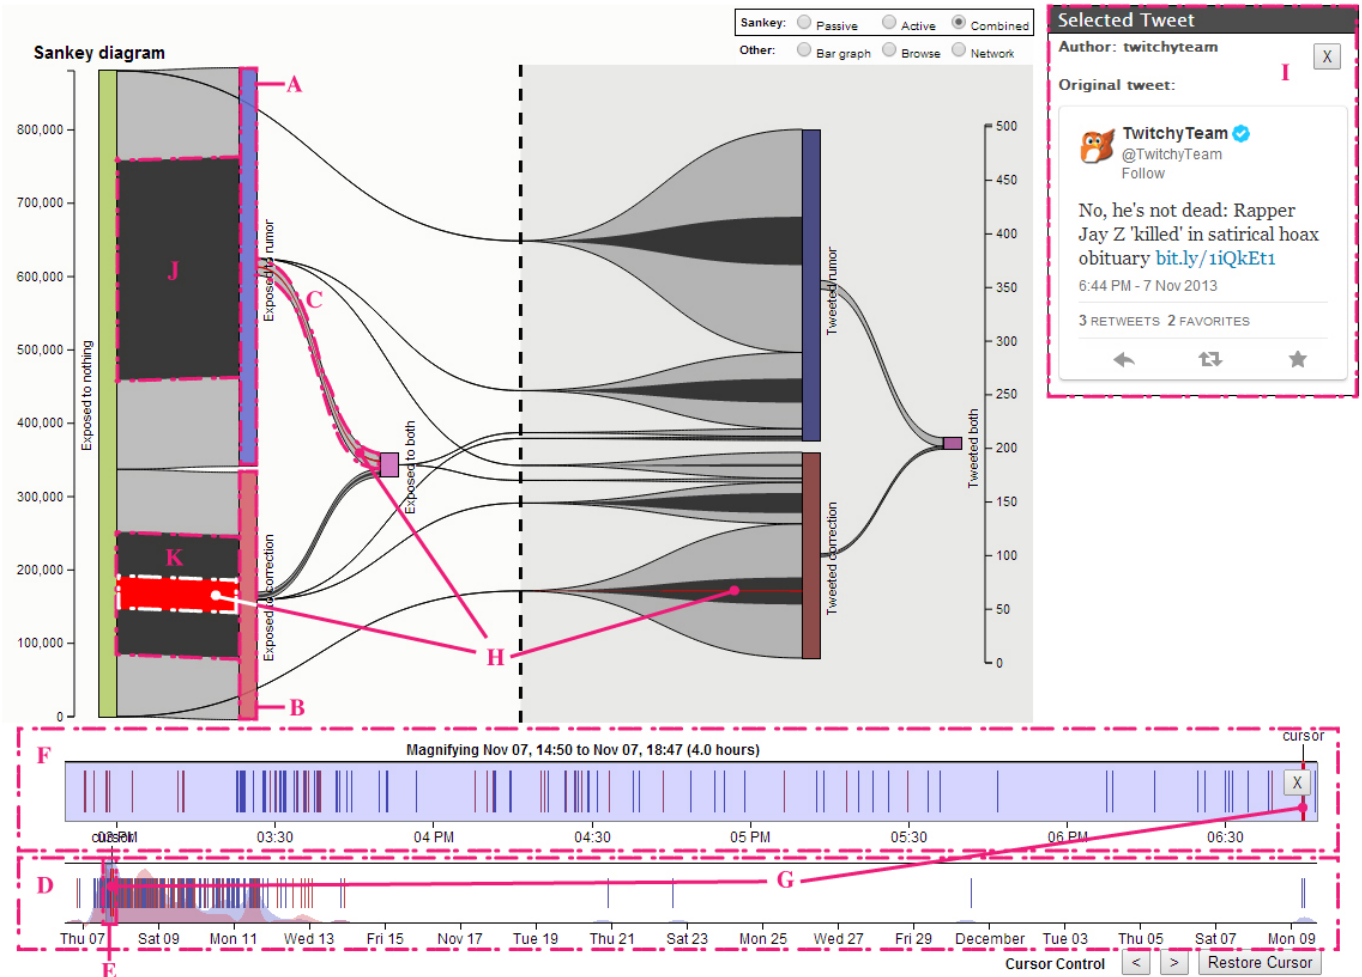 Sankey: Passive Active Combined
Other: Bar graph Browse Network
Sankey diagram
A
800,000
700,000
600,000
500,000
400,000
300,000
200,000
100,000
0
Exposed to nothing
Exposed to rumor
Exposed to correction
Exposed to both
J
C
K
H
B
Tweeted rumor
Tweeted correction
Tweeted both
500
450
400
350
300
250
200
150
100
50
0
Selected Tweet
Author: twitchyteam
X
I
Original tweet:
TwitchyTeam
@TwitchyTeam
Follow
No, he's not dead: Rapper
Jay Z 'killed' in satirical hoax
obituary bit.ly/1iQkEt1
6:44 PM - 7 Nov 2013
3 RETWEETS 2 FAVORITES
F
Magnifying Nov 07, 14:50 to Nov 07, 18:47 (4.0 hours)
cursor
X
03 PM 03:30 04 PM 04:30 05 PM 05:30 06 PM 06:30
cursor
D
G
Thu 07 Sat 09 Mon 11 Wed 13 Fri 15 Nov 17 Tue 19 Thu 21 Sat 23 Mon 25 Wed 27 Fri 29 December Tue 03 Thu 05 Sat 07 Mon 09
E
Cursor Control < > Restore Cursor